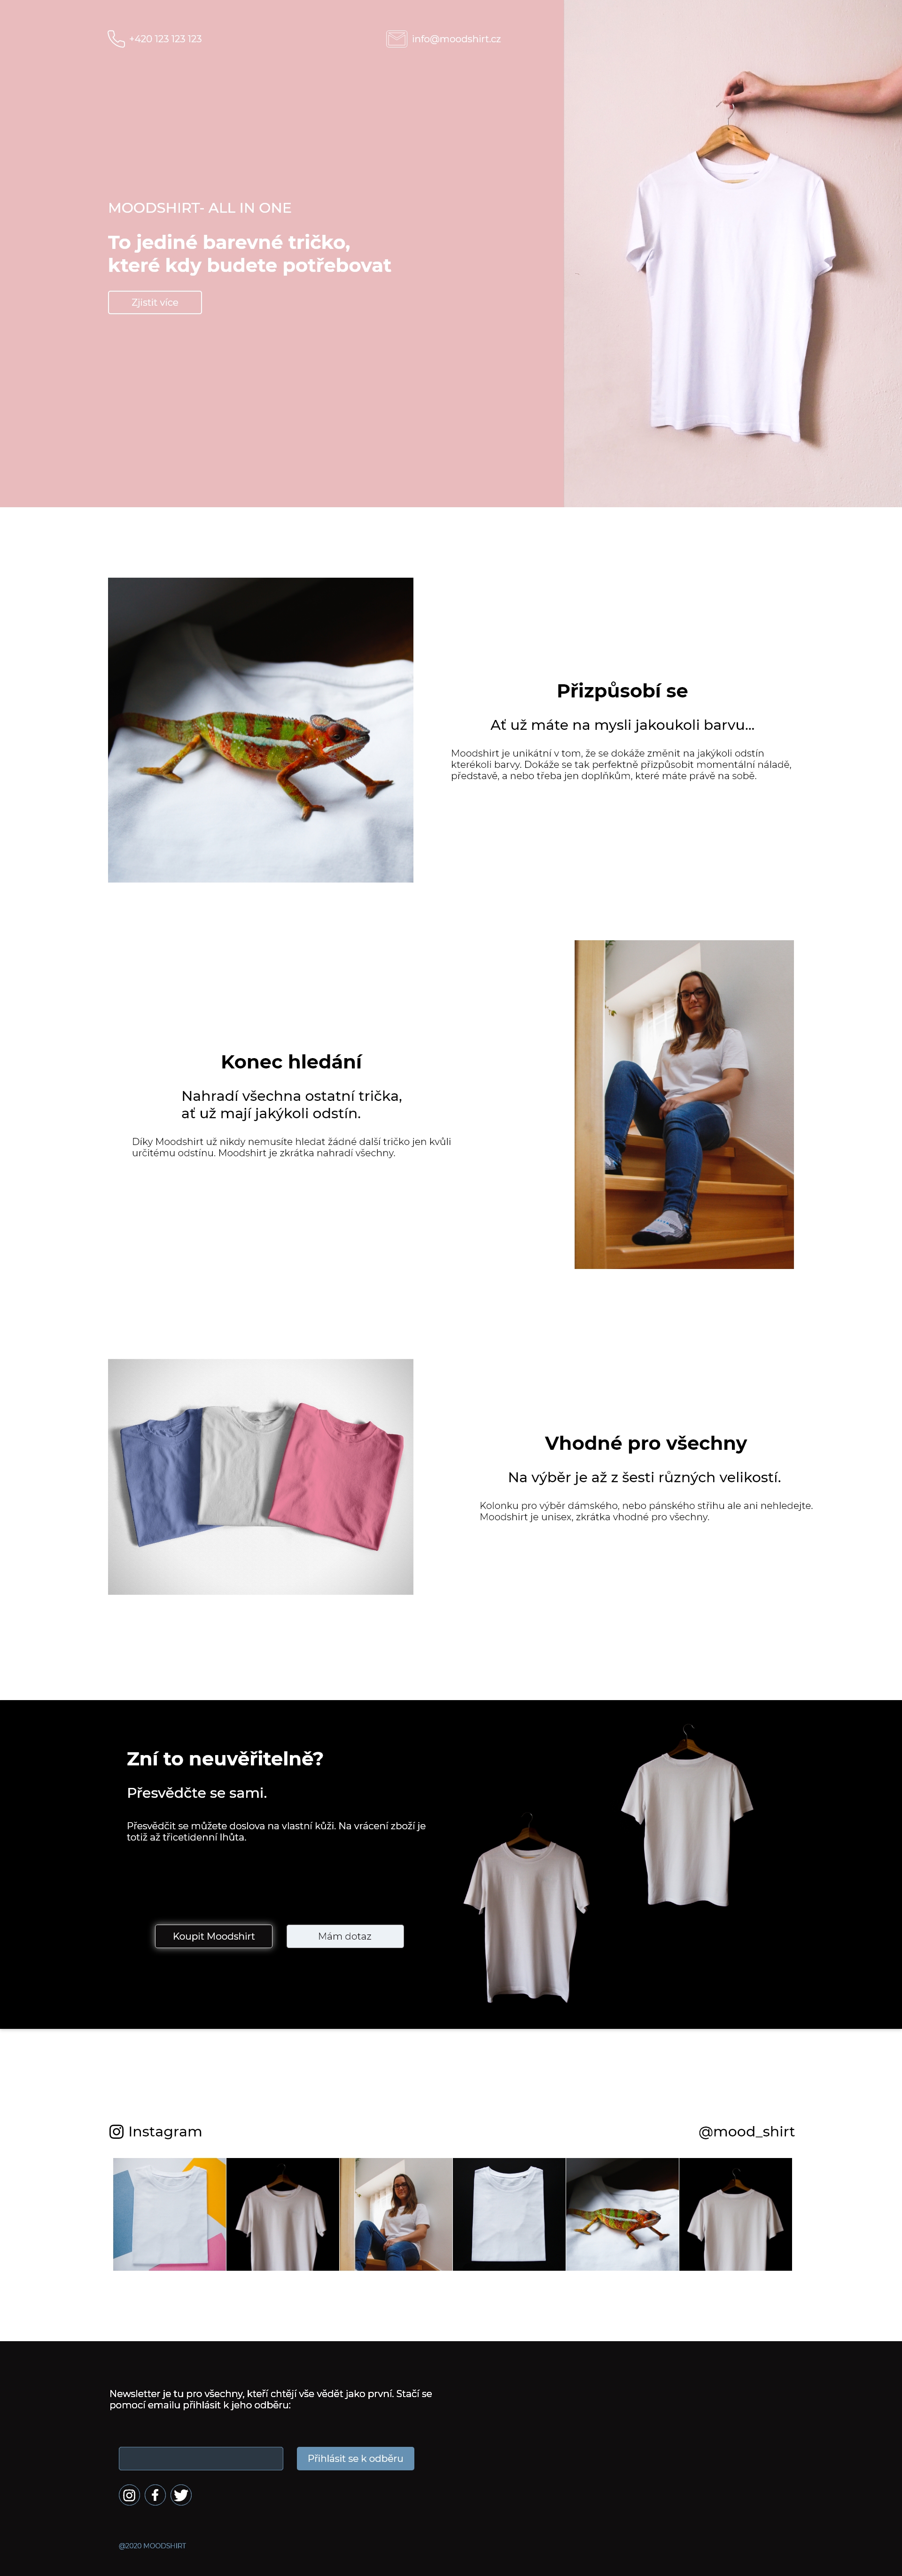 +420 123 123 123
info@moodshirt.cz
MOODSHIRT- ALL IN ONE
To jediné barevné tričko,
které kdy budete potřebovat
Zjistit více
Přizpůsobí se
Ať už máte na mysli jakoukoli barvu...
Moodshirt je unikátní v tom, že se dokáže změnit na jakýkoli odstín
kterékoli barvy. Dokáže se tak perfektně přizpůsobit momentální náladě,
představě, a nebo třeba jen doplňkům, které máte právě na sobě.
Konec hledání
Nahradí všechna ostatní trička,
ať už mají jakýkoli odstín.
Díky Moodshirt už nikdy nemusíte hledat žádné další tričko jen kvůli
určitému odstínu. Moodshirt je zkrátka nahradí všechny.
Vhodné pro všechny
Na výběr je až z šesti různých velikostí.
Kolonku pro výběr dámského, nebo pánského střihu ale ani nehledejte.
Moodshirt je unisex, zkrátka vhodné pro všechny.
Zní to neuvěřitelně?
Přesvědčte se sami.
Přesvědčit se můžete doslova na vlastní kůži. Na vrácení zboží je
totiž až třicetidenní lhůta.
Koupit Moodshirt
Mám dotaz
Instagram
@mood_shirt
Newsletter je tu pro všechny, kteří chtějí vše vědět jako první. Stačí se
pomocí emailu přihlásit k jeho odběru:
Přihlásit se k odběru
@2020 MOODSHIRT